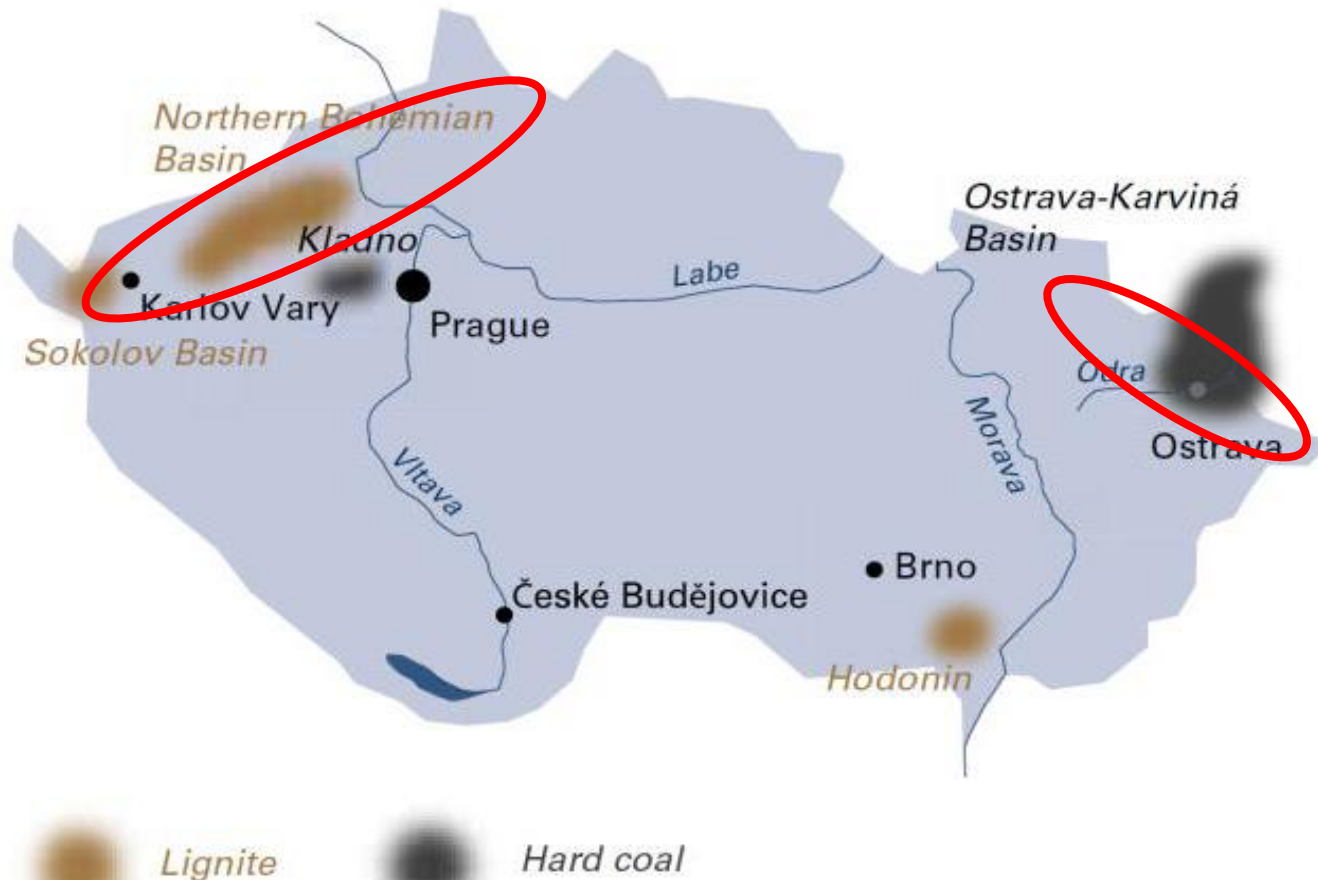 Northern Bohemian
Basin
Ostrava-Karviná
Basin
Kladno
Labe
Karlov Vary
Prague
Sokolov Basin
Odra
Ostrava
Morava
Vltava
Brno
České Budějovice
Hodonin
Lignite
Hard coal